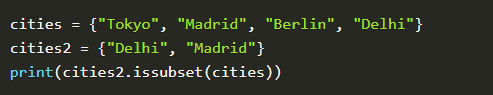 cities = {"Tokyo", "Madrid", "Berlin", "Delhi"}
cities2 = {"Delhi", "Madrid"}
print(cities2.issubset(cities))